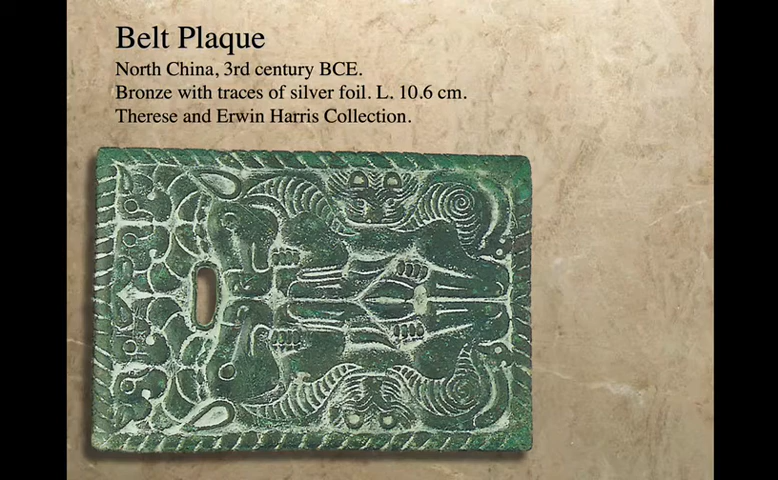 Belt Plaque
North China, 3rd century BCE.
Bronze with traces of silver foil. L. 10.6 cm.
Therese and Erwin Harris Collection.